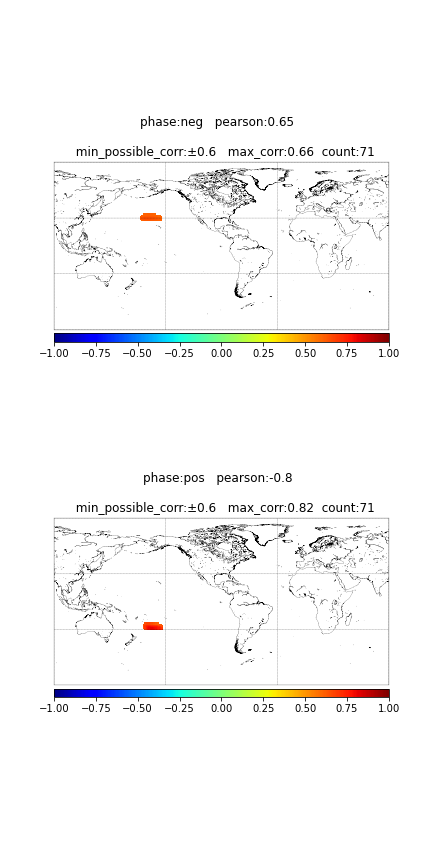 phase:neg   pearson:0.65
min_possible_corr:±0.6   max_corr:0.66  count:71
−1.00 −0.75 −0.50 −0.25 0.00 0.25 0.50 0.75 1.00
phase:pos   pearson:-0.8
min_possible_corr:±0.6   max_corr:0.82  count:71
−1.00 −0.75 −0.50 −0.25 0.00 0.25 0.50 0.75 1.00